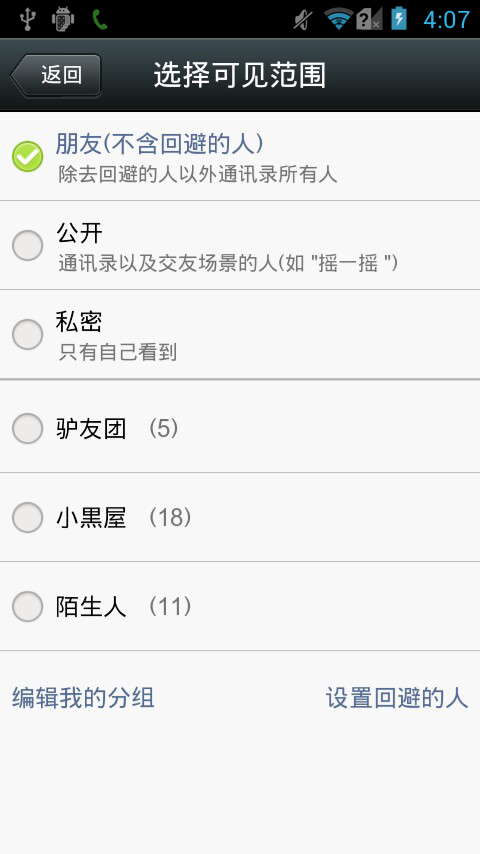 4:07
返回
选择可见范围
朋友(不含回避的人)
除去回避的人以外通讯录所有人
公开
通讯录以及交友场景的人(如 "摇一摇 ")
私密
只有自己看到
驴友团 (5)
小黑屋 (18)
陌生人 (11)
编辑我的分组 设置回避的人